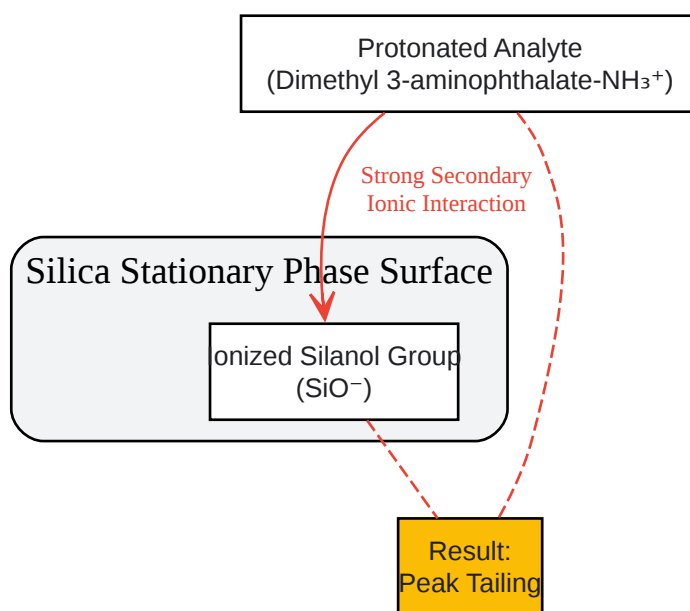 Protonated Analyte
(Dimethyl 3-aminophthalate-NH₃⁺)
Strong Secondary
Ionic Interaction
Silica Stationary Phase Surface
Ionized Silanol Group
(SiO⁻)
Result:
Peak Tailing